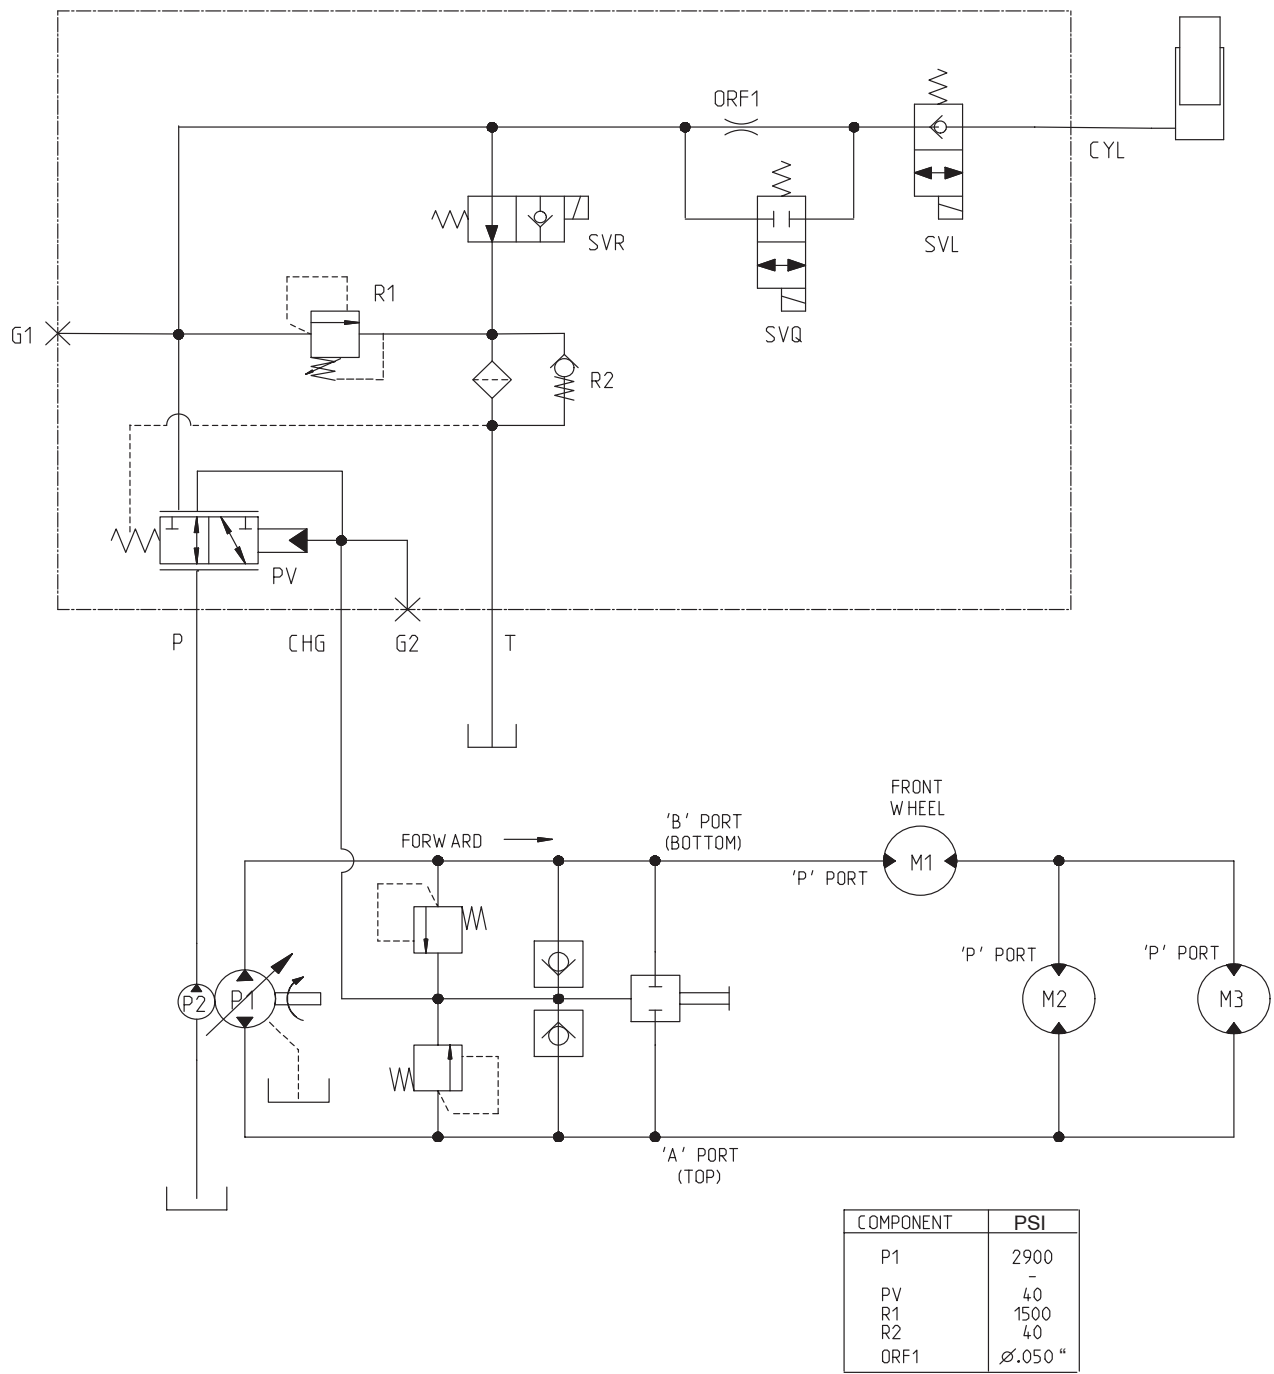 ORF1
CYL
SVR
SVL
R1
G1
SVQ
R2
PV
P
CHG
G2
T
FRONT
WHEEL
'B' PORT
(BOTTOM)
FORWARD
M1
'P' PORT
'P' PORT
'P' PORT
P2
P1
M2
M3
'A' PORT
(TOP)
COMPONENT PSI
P1 2900
-
PV 40
R1 1500
R2 40
ORF1 ⌀.050 "